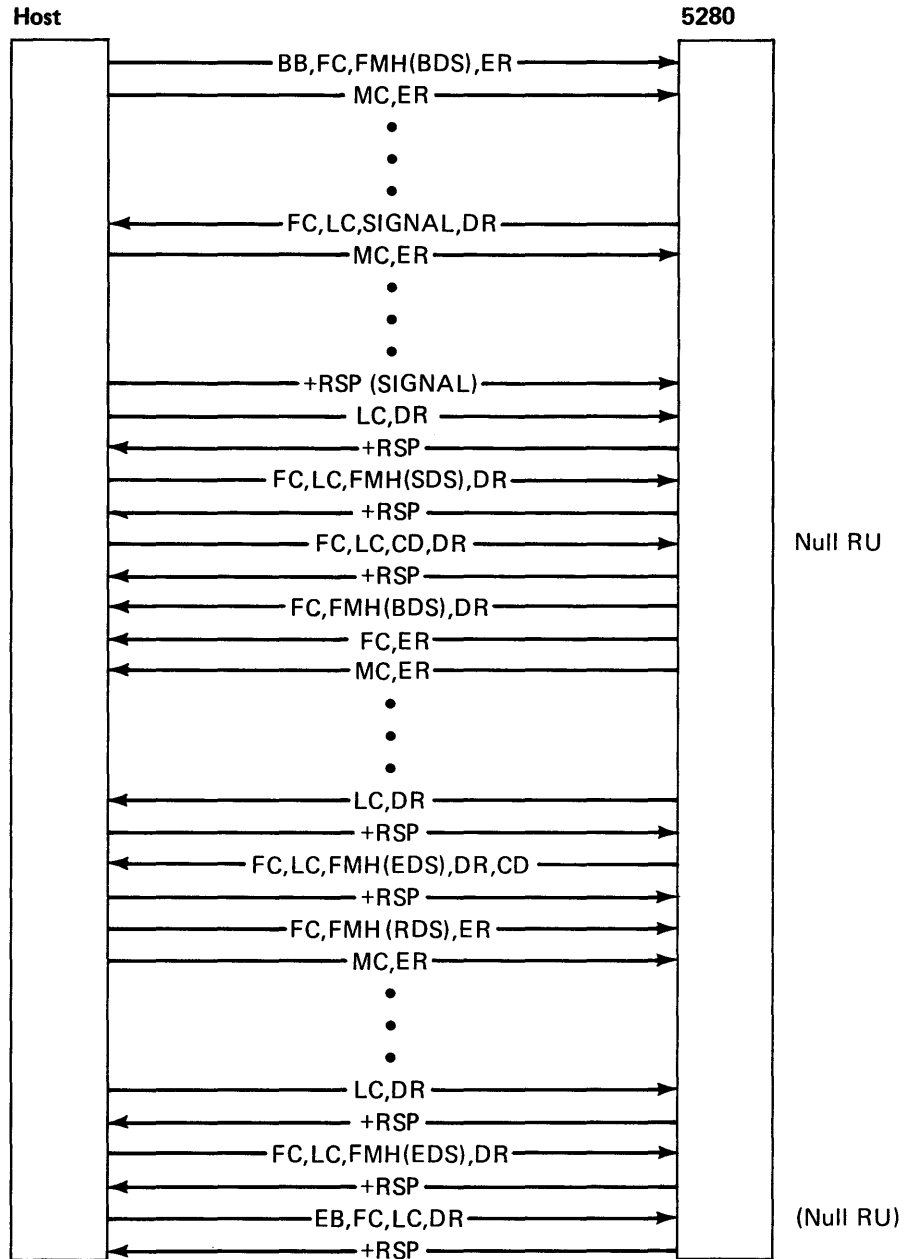 Host 5280
BB,FC,FMH(BDS),ER
MC,ER
FC,LC,SIGNAL,DR
MC,ER
+RSP (SIGNAL)
LC,DR
+RSP
FC,LC,FMH(SDS),DR
+RSP
FC,LC,CD,DR Null RU
+RSP
FC,FMH(BDS),DR
FC,ER
MC,ER
LC,DR
+RSP
FC,LC,FMH(EDS),DR,CD
+RSP
FC,FMH(RDS),ER
MC,ER
LC,DR
+RSP
FC,LC,FMH(EDS),DR
+RSP
EB,FC,LC,DR (Null RU)
+RSP